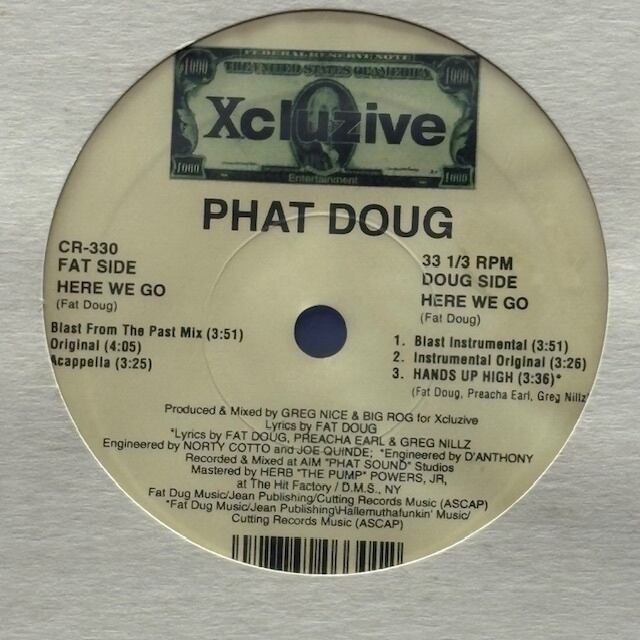 FEDERAL RESERVE NOTE
THE UNITED STATES OF AMERICA
1000
1000
Xcluzive
1000
1000
Entertainment
PHAT DOUG
CR-330
FAT SIDE
HERE WE GO
(Fat Doug)
Blast From The Past Mix (3:51)
Original (4:05)
Acappella (3:25)
33 1/3 RPM
DOUG SIDE
HERE WE GO
(Fat Doug)
1. Blast Instrumental (3:51)
2. Instrumental Original (3:26)
3. HANDS UP HIGH (3:36)*
(Fat Doug, Preacha Earl, Greg Nillz
Produced & Mixed by GREG NICE & BIG ROG for Xcluzive
Lyrics by FAT DOUG
*Lyrics by FAT DOUG, PREACHA EARL & GREG NILLZ
Engineered by NORTY COTTO and JOE QUINDE; *Engineered by D'ANTHONY
Recorded & Mixed at AIM "PHAT SOUND" Studios
Mastered by HERB "THE PUMP" POWERS, JR,
at The Hit Factory / D.M.S., NY
Fat Dug Music/Jean Publishing/Cutting Records Music (ASCAP)
*Fat Dug Music/Jean Publishing\Hallemuthafunkin' Music/
Cutting Records Music (ASCAP)